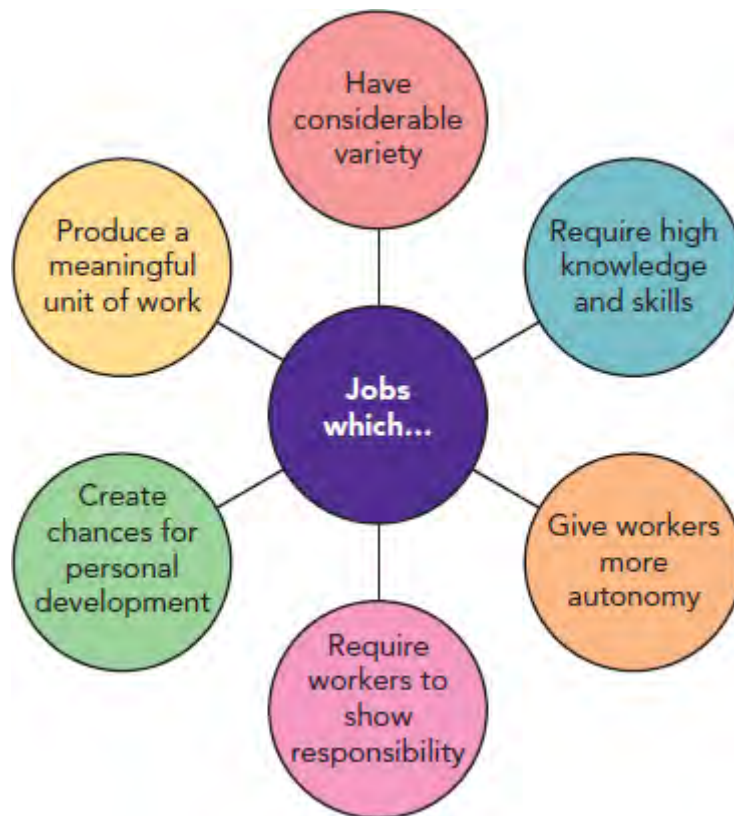 Have
considerable
variety
Require high
knowledge
and skills
Give workers
more
autonomy
Require
workers to
show
responsibility
Create
chances for
personal
development
Produce a
meaningful
unit of work
Jobs
which...